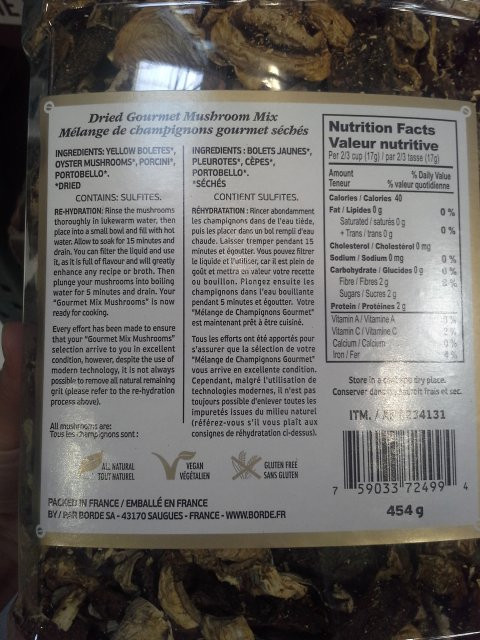 Dried Gourmet Mushroom Mix
Mélange de champignons gourmet séchés
INGREDIENTS: YELLOW BOLETES*,
OYSTER MUSHROOMS*, PORCINI*,
PORTOBELLO*.
*DRIED
CONTAINS: SULFITES.
RE-HYDRATION: Rinse the mushrooms
thoroughly in lukewarm water, then
place into a small bowl and fill with hot
water. Allow to soak for 15 minutes and
drain. You can filter the liquid and use
it, as it is full of flavour and will greatly
enhance any recipe or broth. Then
plunge your mushrooms into boiling
water for 5 minutes and drain. Your
"Gourmet Mix Mushrooms" is now
ready for cooking.
Every effort has been made to ensure
that your "Gourmet Mix Mushrooms"
selection arrive to you in excellent
condition, however, despite the use of
modern technology, it is not always
possible to remove all natural remaining
grit (please refer to the re-hydration
process above).
All mushrooms are:
Tous les champignons sont :
INGRÉDIENTS : BOLETS JAUNES*,
PLEUROTES*, CÈPES*,
PORTOBELLO*.
*SÉCHÉS
CONTIENT SULFITES.
RÉHYDRATATION : Rincer abondamment
les champignons dans de l'eau tiède,
puis les placer dans un bol rempli d'eau
chaude. Laisser tremper pendant 15
minutes et égoutter. Vous pouvez filtrer
le liquide et l'utiliser, car il est plein de
goût et mettra en valeur votre recette
ou bouillon. Plongez ensuite les
champignons dans l'eau bouillante
pendant 5 minutes et égoutter. Votre
"Mélange de Champignons Gourmet"
est maintenant prêt à être cuisiné.
Tous les efforts ont été apportés pour
s'assurer que la sélection de votre
"Mélange de Champignons Gourmet"
vous arrive en excellente condition.
Cependant, malgré l'utilisation de
technologies modernes, il n'est pas
toujours possible d'enlever toutes les
impuretés issues du milieu naturel
(référez-vous s'il vous plaît aux
consignes de réhydratation ci-dessus).
ALL NATURAL
TOUT NATUREL
VEGAN
VÉGÉTALIEN
GLUTEN FREE
SANS GLUTEN
PACKED IN FRANCE / EMBALLÉ EN FRANCE
BY / PAR BORDE SA - 43170 SAUGUES - FRANCE - WWW.BORDE.FR
Nutrition Facts
Valeur nutritive
Per 2/3 cup (17g) / par 2/3 tasse (17g)
Amount % Daily Value
Teneur % valeur quotidienne
Calories / Calories 40
Fat / Lipides 0 g 0 %
Saturated / saturés 0 g
+ Trans / trans 0 g 0 %
Cholesterol / Cholestérol 0 mg
Sodium / Sodium 0 mg 0 %
Carbohydrate / Glucides 9 g %
Fibre / Fibres 2 g 8 %
Sugars / Sucres 2 g
Protein / Protéines 2 g
Vitamin A / Vitamine A %
Vitamin C / Vitamine C %
Calcium / Calcium %
Iron / Fer %
Store in a cool dry place.
Conserver dans un endroit frais et sec.
ITM. / 234131
7 59033 72499 4
454 g